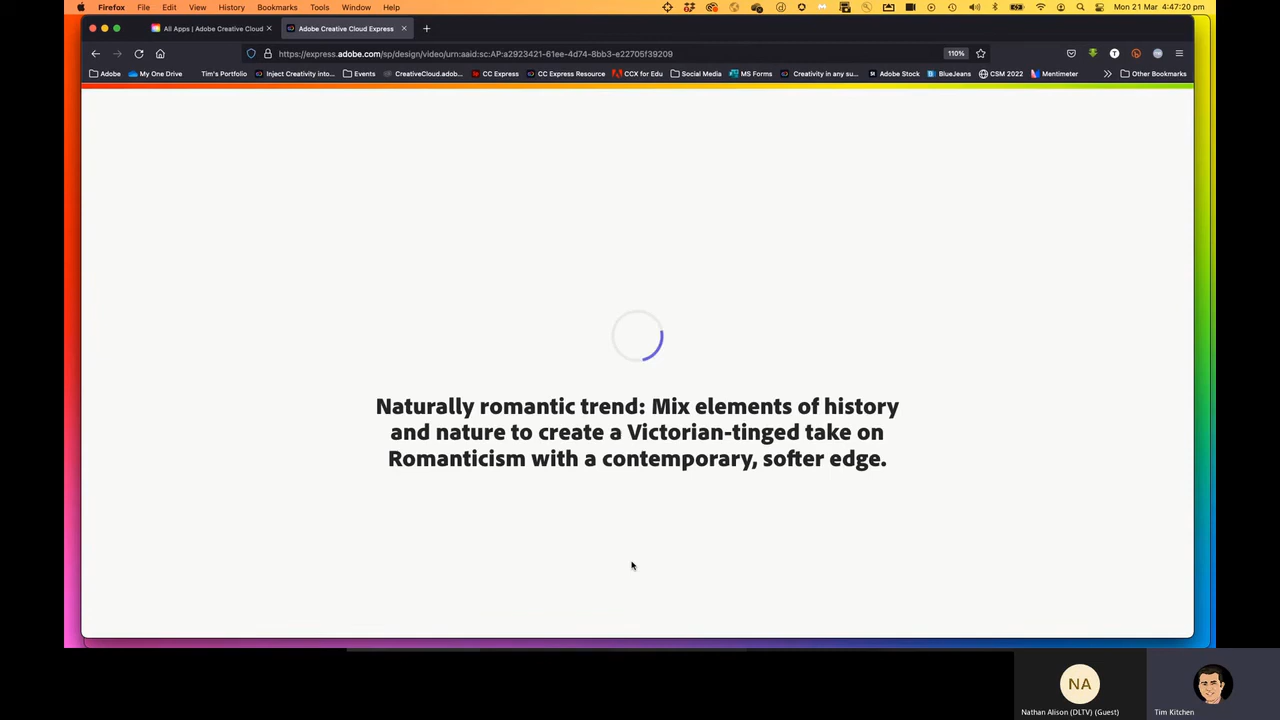 Firefox File Edit View History Bookmarks Tools Window Help Mon 21 Mar 4:47:20 pm
All Apps | Adobe Creative Cloud Adobe Creative Cloud Express
https://express.adobe.com/sp/design/video/urn:aaid:sc:AP:a2923421-61ee-4d74-8bb3-e22705f39209 110%
Adobe My One Drive Tim's Portfolio Inject Creativity into... Events CreativeCloud.adob... CC Express CC Express Resource CCX for Edu Social Media MS Forms Creativity in any su... Adobe Stock BlueJeans CSM 2022 Mentimeter Other Bookmarks
Naturally romantic trend: Mix elements of history
and nature to create a Victorian-tinged take on
Romanticism with a contemporary, softer edge.
NA
Nathan Alison (DLTV) (Guest) Tim Kitchen